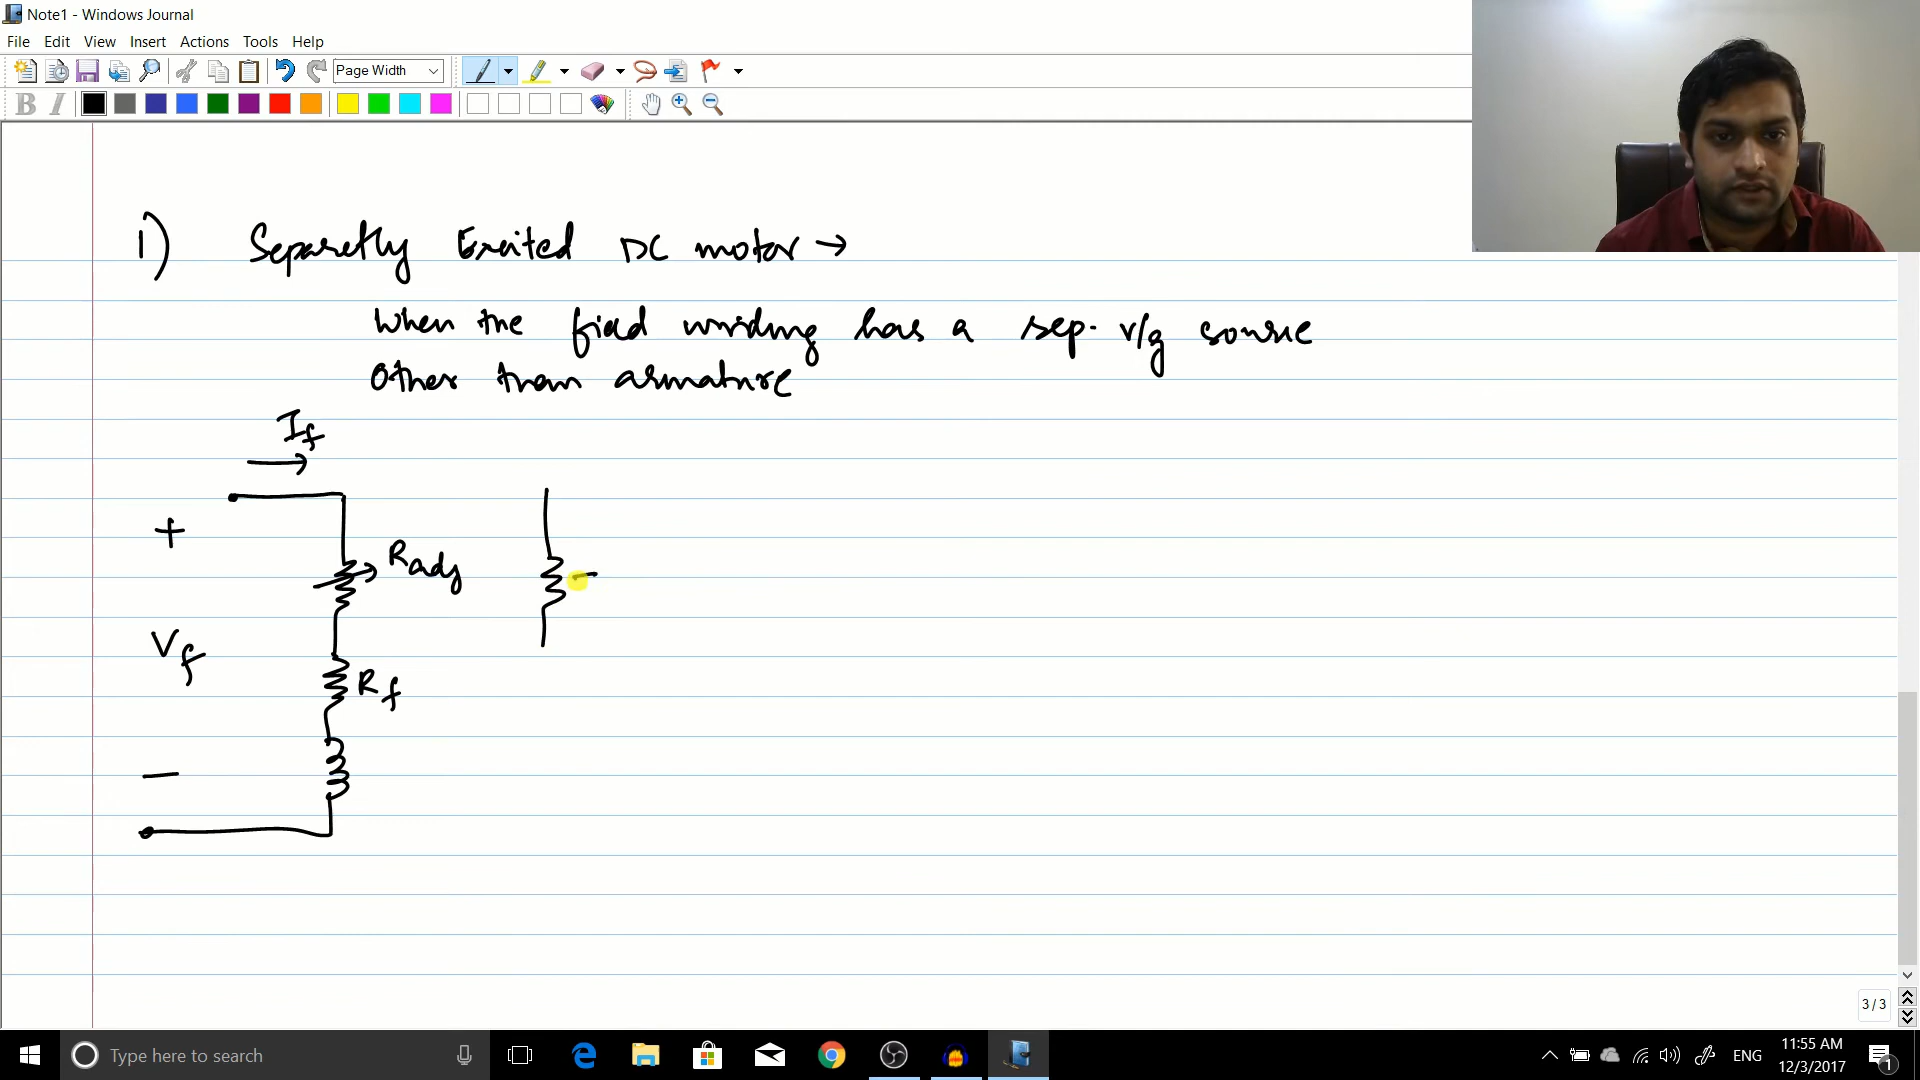 Note1 - Windows Journal
File Edit View Insert Actions Tools Help
Page Width
B I
1) Separetly Excited DC motor →
When the field winding has a sep. v/g source
Other than armature
If
+
Radj
Vf
Rf
−
3 / 3
Type here to search
ENG
11:55 AM
12/3/2017
1